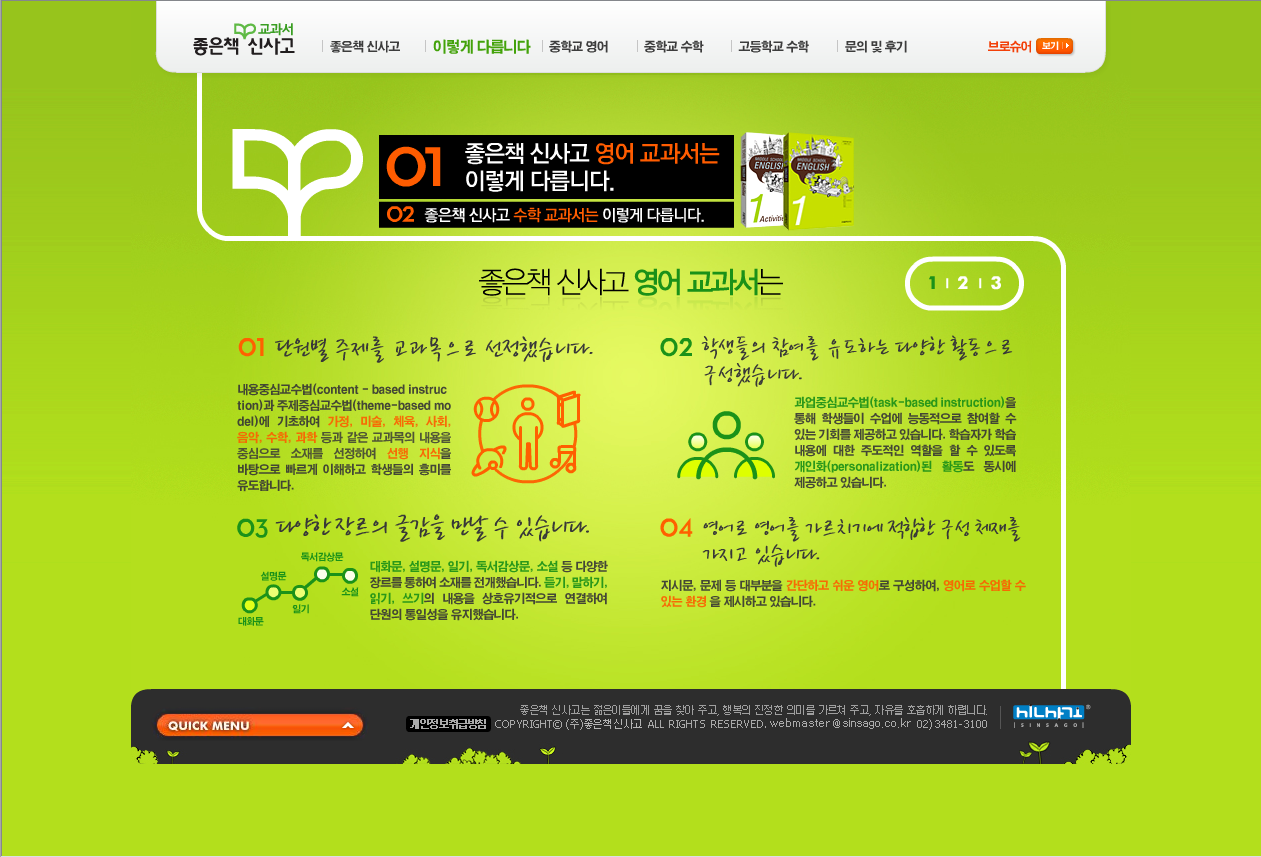 교과서
좋은책 신사고
좋은책 신사고
이렇게 다릅니다
중학교 영어
중학교 수학
고등학교 수학
문의 및 후기
브로슈어 보기
01 좋은책 신사고 영어 교과서는
이렇게 다릅니다.
02 좋은책 신사고 수학 교과서는 이렇게 다릅니다.
MIDDLE SCHOOL
ENGLISH
1
Activities
MIDDLE SCHOOL
ENGLISH
1
좋은책 신사고 영어 교과서는
1 2 3
01 단원별 주제를 교과목으로 선정했습니다.
내용중심교수법(content - based instruc
tion)과 주제중심교수법(theme-based mo
del)에 기초하여 가정, 미술, 체육, 사회,
음악, 수학, 과학 등과 같은 교과목의 내용을
중심으로 소재를 선정하여 선행 지식을
바탕으로 빠르게 이해하고 학생들의 흥미를
유도합니다.
02 학생들의 참여를 유도하는 다양한 활동으로
구성했습니다.
과업중심교수법(task-based instruction)을
통해 학생들이 수업에 능동적으로 참여할 수
있는 기회를 제공하고 있습니다. 학습자가 학습
내용에 대한 주도적인 역할을 할 수 있도록
개인화(personalization)된 활동도 동시에
제공하고 있습니다.
03 다양한 장르의 글감을 만날 수 있습니다.
대화문
설명문
일기
독서감상문
소설
대화문, 설명문, 일기, 독서감상문, 소설 등 다양한
장르를 통하여 소재를 전개했습니다. 듣기, 말하기,
읽기, 쓰기의 내용을 상호유기적으로 연결하여
단원의 통일성을 유지했습니다.
04 영어로 영어를 가르치기에 적합한 구성 체재를
가지고 있습니다.
지시문, 문제 등 대부분을 간단하고 쉬운 영어로 구성하여, 영어로 수업할 수
있는 환경 을 제시하고 있습니다.
QUICK MENU
개인정보취급방침
좋은책 신사고는 젊은이들에게 꿈을 찾아 주고, 행복의 진정한 의미를 가르쳐 주고, 자유를 호흡하게 하렵니다.
COPYRIGHT© (주)좋은책신사고 ALL RIGHTS RESERVED. webmaster@sinsago.co.kr 02)3481-3100
SINSAGO